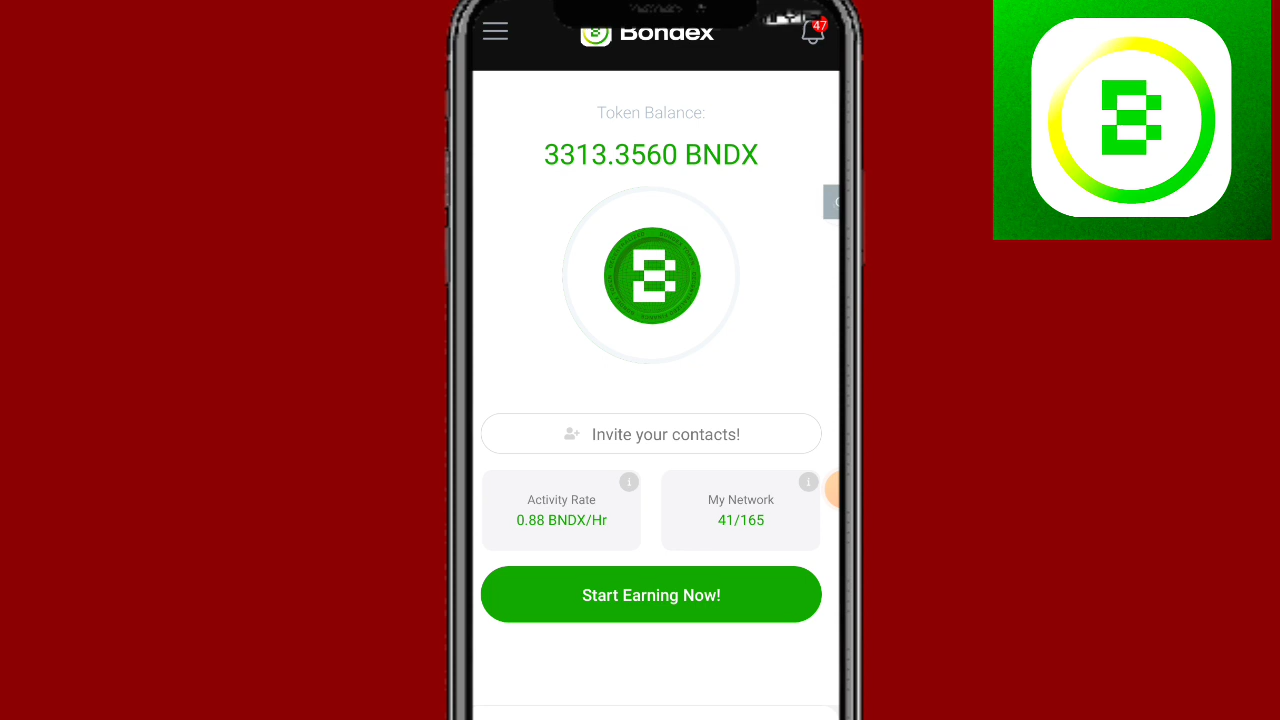 Bondex
47
Token Balance:
3313.3560 BNDX
Invite your contacts!
Activity Rate
0.88 BNDX/Hr
My Network
41/165
Start Earning Now!